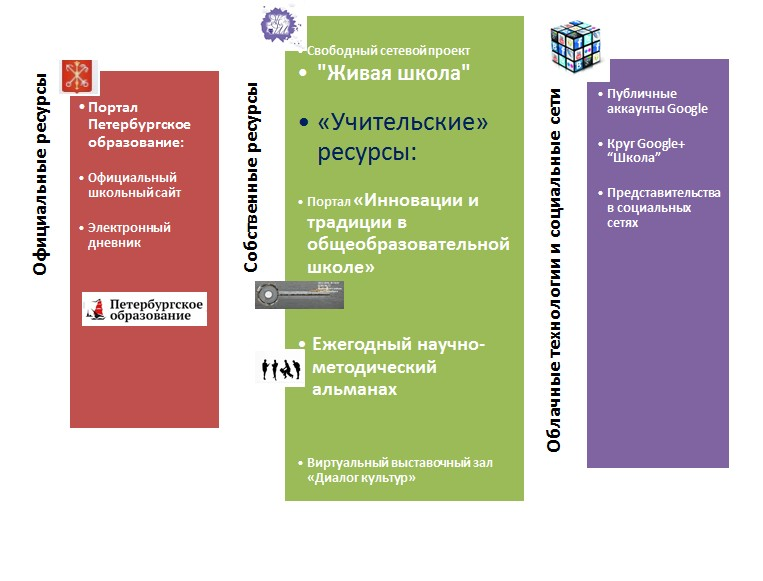 Официальные ресурсы
• Портал
Петербургское
образование:
• Официальный
школьный сайт
• Электронный
дневник
Петербургское
образование
Собственные ресурсы
• Свободный сетевой проект
• "Живая школа"
• «Учительские»
ресурсы:
• Портал «Инновации и
традиции в
общеобразовательной
школе»
• Ежегодный научно-
методический
альманах
• Виртуальный выставочный зал
«Диалог культур»
Облачные технологии и социальные сети
• Публичные
аккаунты Google
• Круг Google+
“Школа”
• Представительства
в социальных
сетях